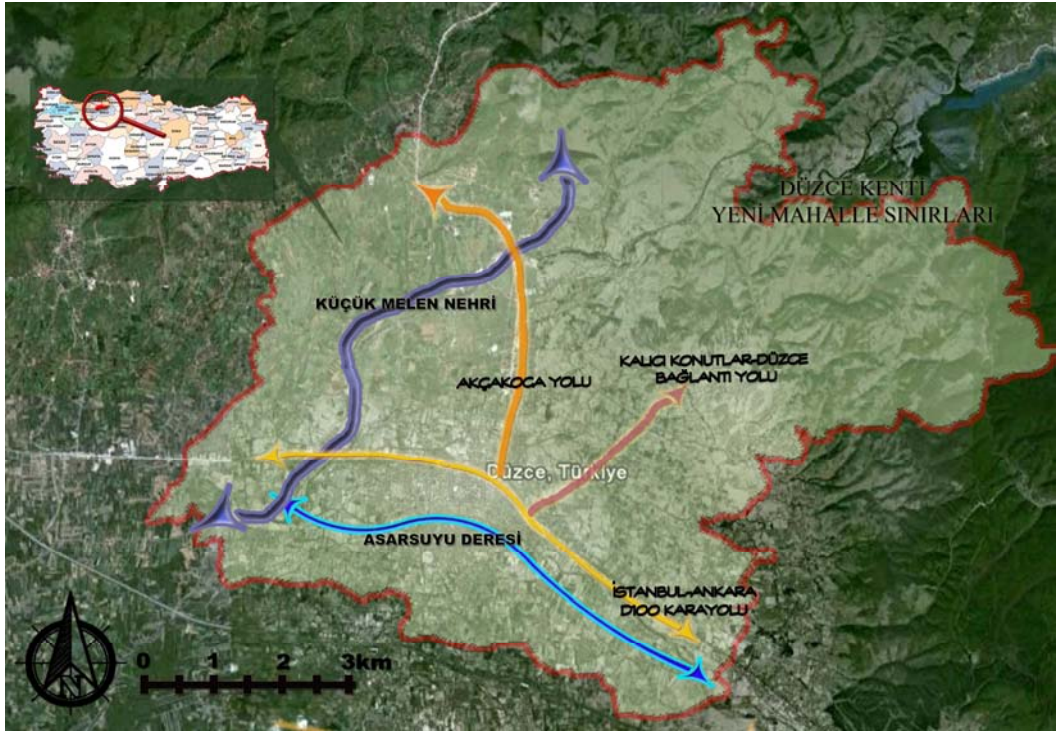 DÜZCE KENTİ
YENİ MAHALLE SINIRLARI
KÜÇÜK MELEN NEHRİ
KALICI KONUTLAR-DÜZCE
BAĞLANTI YOLU
AKÇAKOCA YOLU
Düzce, Türkiye
ASARSUYU DERESİ
İSTANBUL-ANKARA
D100 KARAYOLU
0 1 2 3km
N